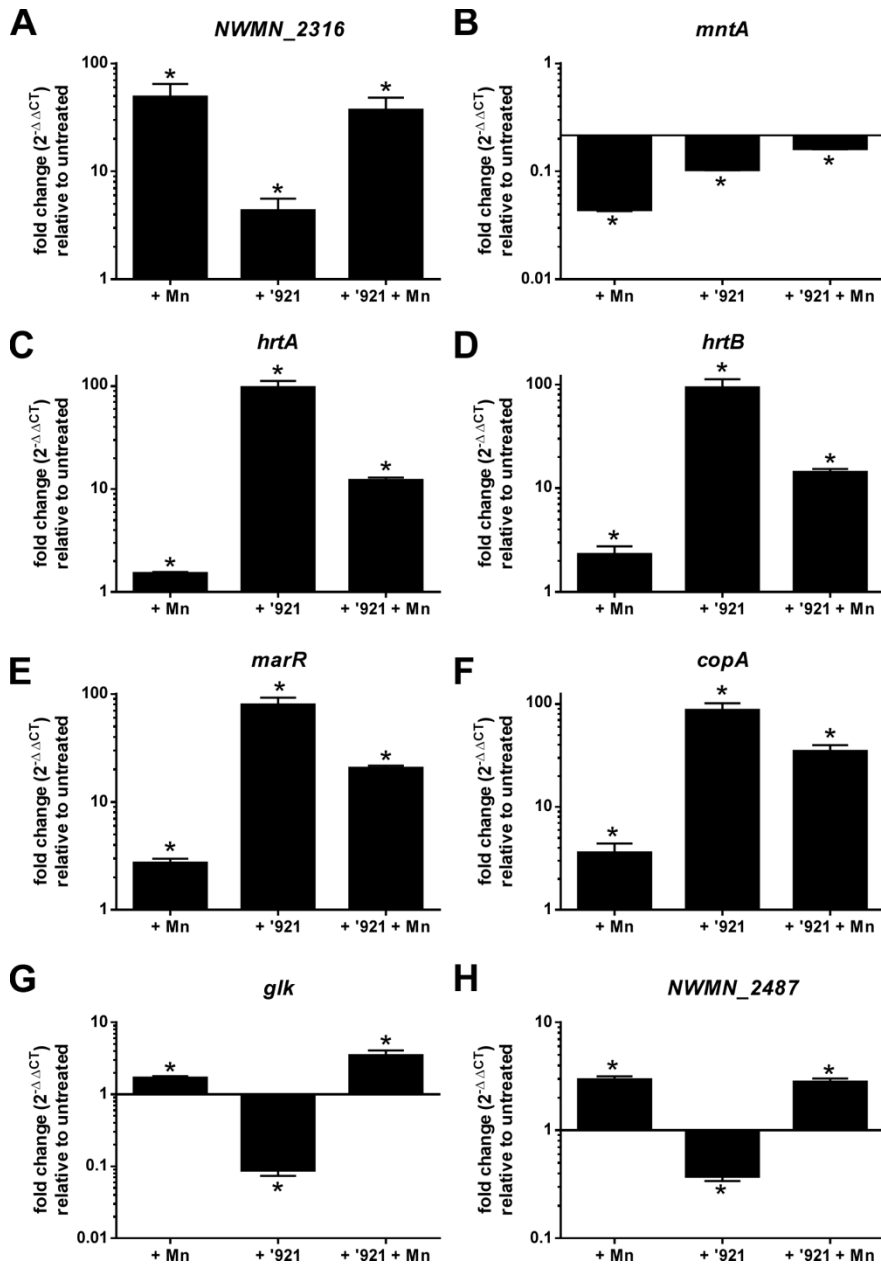 A
NWMN_2316
fold change (2^-ΔΔCT)
relative to untreated
100
10
1
*
*
*
+ Mn
+ '921
+ '921 + Mn
B
mntA
fold change (2^-ΔΔCT)
relative to untreated
1
0.1
0.01
*
*
*
+ Mn
+ '921
+ '921 + Mn
C
hrtA
fold change (2^-ΔΔCT)
relative to untreated
100
10
1
*
*
*
+ Mn
+ '921
+ '921 + Mn
D
hrtB
fold change (2^-ΔΔCT)
relative to untreated
100
10
1
*
*
*
+ Mn
+ '921
+ '921 + Mn
E
marR
fold change (2^-ΔΔCT)
relative to untreated
100
10
1
*
*
*
+ Mn
+ '921
+ '921 + Mn
F
copA
fold change (2^-ΔΔCT)
relative to untreated
100
10
1
*
*
*
+ Mn
+ '921
+ '921 + Mn
G
glk
fold change (2^-ΔΔCT)
relative to untreated
10
1
0.1
0.01
*
*
*
+ Mn
+ '921
+ '921 + Mn
H
NWMN_2487
fold change (2^-ΔΔCT)
relative to untreated
10
1
0.1
*
*
*
+ Mn
+ '921
+ '921 + Mn